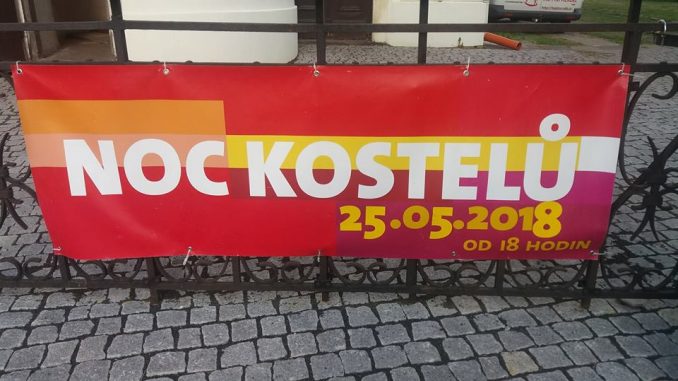 NOC KOSTELŮ
25.05.2018
OD 18 HODIN